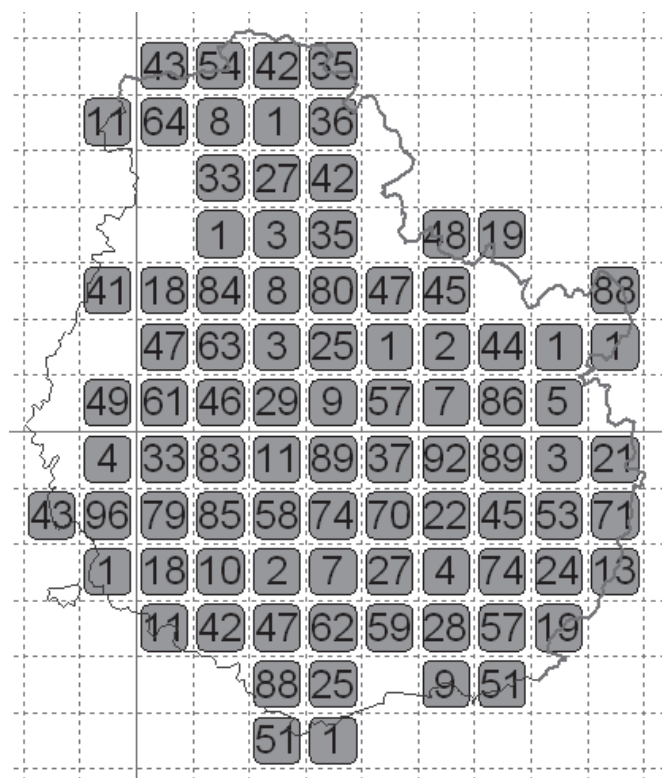 43 54 42 35
11 64 8 1 36
33 27 42
1 3 35 48 19
41 18 84 8 80 47 45 88
47 63 3 25 1 2 44 1 1
49 61 46 29 9 57 7 86 5
4 33 83 11 89 37 92 89 3 21
43 96 79 85 58 74 70 22 45 53 71
1 18 10 2 7 27 4 74 24 13
11 42 47 62 59 28 57 19
88 25 9 51
51 1